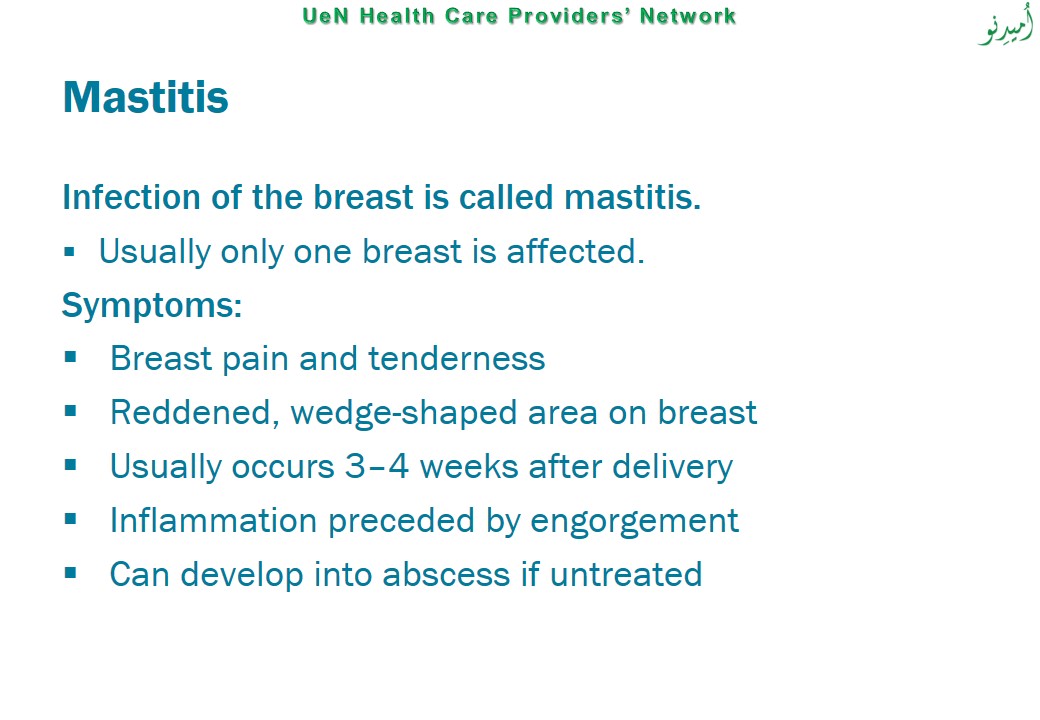 UeN Health Care Providers’ Network
أُميدِنو
Mastitis
Infection of the breast is called mastitis.
▪ Usually only one breast is affected.
Symptoms:
▪ Breast pain and tenderness
▪ Reddened, wedge-shaped area on breast
▪ Usually occurs 3–4 weeks after delivery
▪ Inflammation preceded by engorgement
▪ Can develop into abscess if untreated